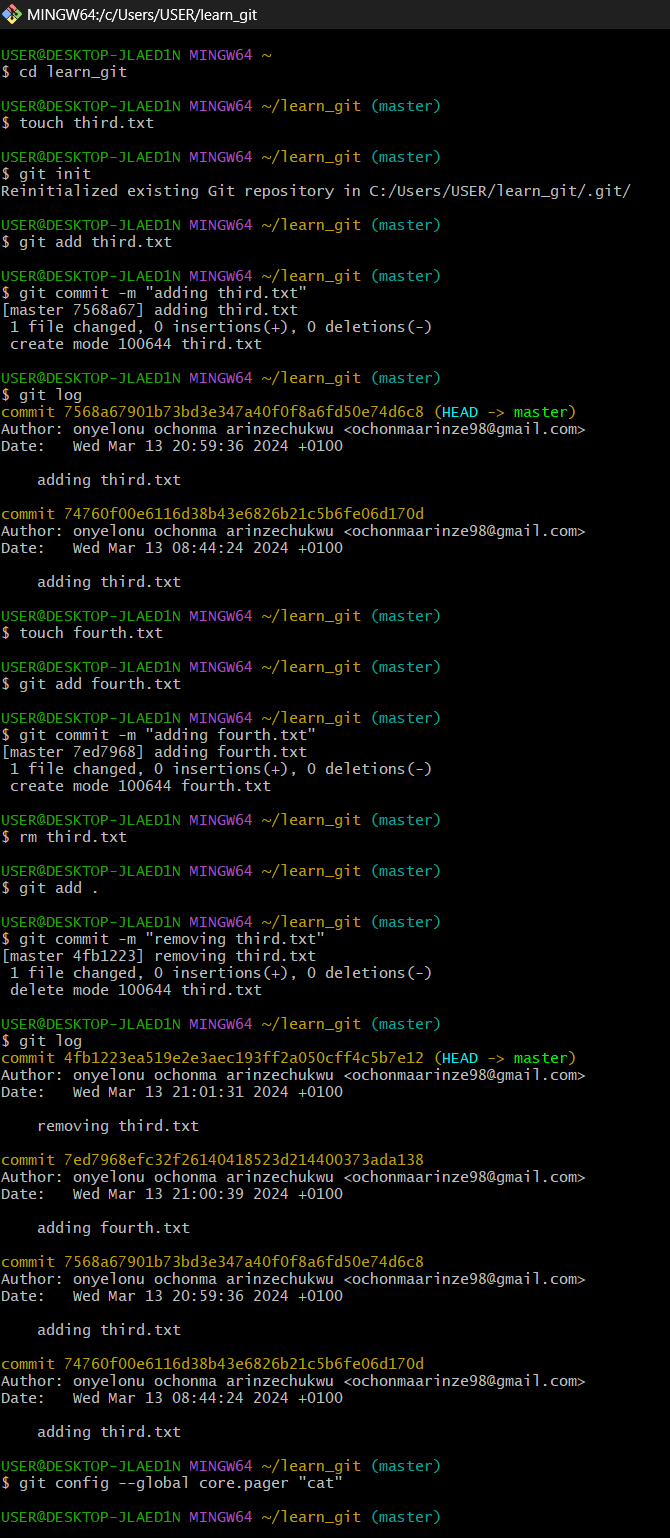 MINGW64:/c/Users/USER/learn_git
USER@DESKTOP-JLAED1N MINGW64 ~
$ cd learn_git
USER@DESKTOP-JLAED1N MINGW64 ~/learn_git (master)
$ touch third.txt
USER@DESKTOP-JLAED1N MINGW64 ~/learn_git (master)
$ git init
Reinitialized existing Git repository in C:/Users/USER/learn_git/.git/
USER@DESKTOP-JLAED1N MINGW64 ~/learn_git (master)
$ git add third.txt
USER@DESKTOP-JLAED1N MINGW64 ~/learn_git (master)
$ git commit -m "adding third.txt"
[master 7568a67] adding third.txt
 1 file changed, 0 insertions(+), 0 deletions(-)
 create mode 100644 third.txt
USER@DESKTOP-JLAED1N MINGW64 ~/learn_git (master)
$ git log
commit 7568a67901b73bd3e347a40f0f8a6fd50e74d6c8 (HEAD -> master)
Author: onyelonu ochonma arinzechukwu <ochonmaarinze98@gmail.com>
Date:   Wed Mar 13 20:59:36 2024 +0100
    adding third.txt
commit 74760f00e6116d38b43e6826b21c5b6fe06d170d
Author: onyelonu ochonma arinzechukwu <ochonmaarinze98@gmail.com>
Date:   Wed Mar 13 08:44:24 2024 +0100
    adding third.txt
USER@DESKTOP-JLAED1N MINGW64 ~/learn_git (master)
$ touch fourth.txt
USER@DESKTOP-JLAED1N MINGW64 ~/learn_git (master)
$ git add fourth.txt
USER@DESKTOP-JLAED1N MINGW64 ~/learn_git (master)
$ git commit -m "adding fourth.txt"
[master 7ed7968] adding fourth.txt
 1 file changed, 0 insertions(+), 0 deletions(-)
 create mode 100644 fourth.txt
USER@DESKTOP-JLAED1N MINGW64 ~/learn_git (master)
$ rm third.txt
USER@DESKTOP-JLAED1N MINGW64 ~/learn_git (master)
$ git add .
USER@DESKTOP-JLAED1N MINGW64 ~/learn_git (master)
$ git commit -m "removing third.txt"
[master 4fb1223] removing third.txt
 1 file changed, 0 insertions(+), 0 deletions(-)
 delete mode 100644 third.txt
USER@DESKTOP-JLAED1N MINGW64 ~/learn_git (master)
$ git log
commit 4fb1223ea519e2e3aec193ff2a050cff4c5b7e12 (HEAD -> master)
Author: onyelonu ochonma arinzechukwu <ochonmaarinze98@gmail.com>
Date:   Wed Mar 13 21:01:31 2024 +0100
    removing third.txt
commit 7ed7968efc32f26140418523d214400373ada138
Author: onyelonu ochonma arinzechukwu <ochonmaarinze98@gmail.com>
Date:   Wed Mar 13 21:00:39 2024 +0100
    adding fourth.txt
commit 7568a67901b73bd3e347a40f0f8a6fd50e74d6c8
Author: onyelonu ochonma arinzechukwu <ochonmaarinze98@gmail.com>
Date:   Wed Mar 13 20:59:36 2024 +0100
    adding third.txt
commit 74760f00e6116d38b43e6826b21c5b6fe06d170d
Author: onyelonu ochonma arinzechukwu <ochonmaarinze98@gmail.com>
Date:   Wed Mar 13 08:44:24 2024 +0100
    adding third.txt
USER@DESKTOP-JLAED1N MINGW64 ~/learn_git (master)
$ git config --global core.pager "cat"
USER@DESKTOP-JLAED1N MINGW64 ~/learn_git (master)